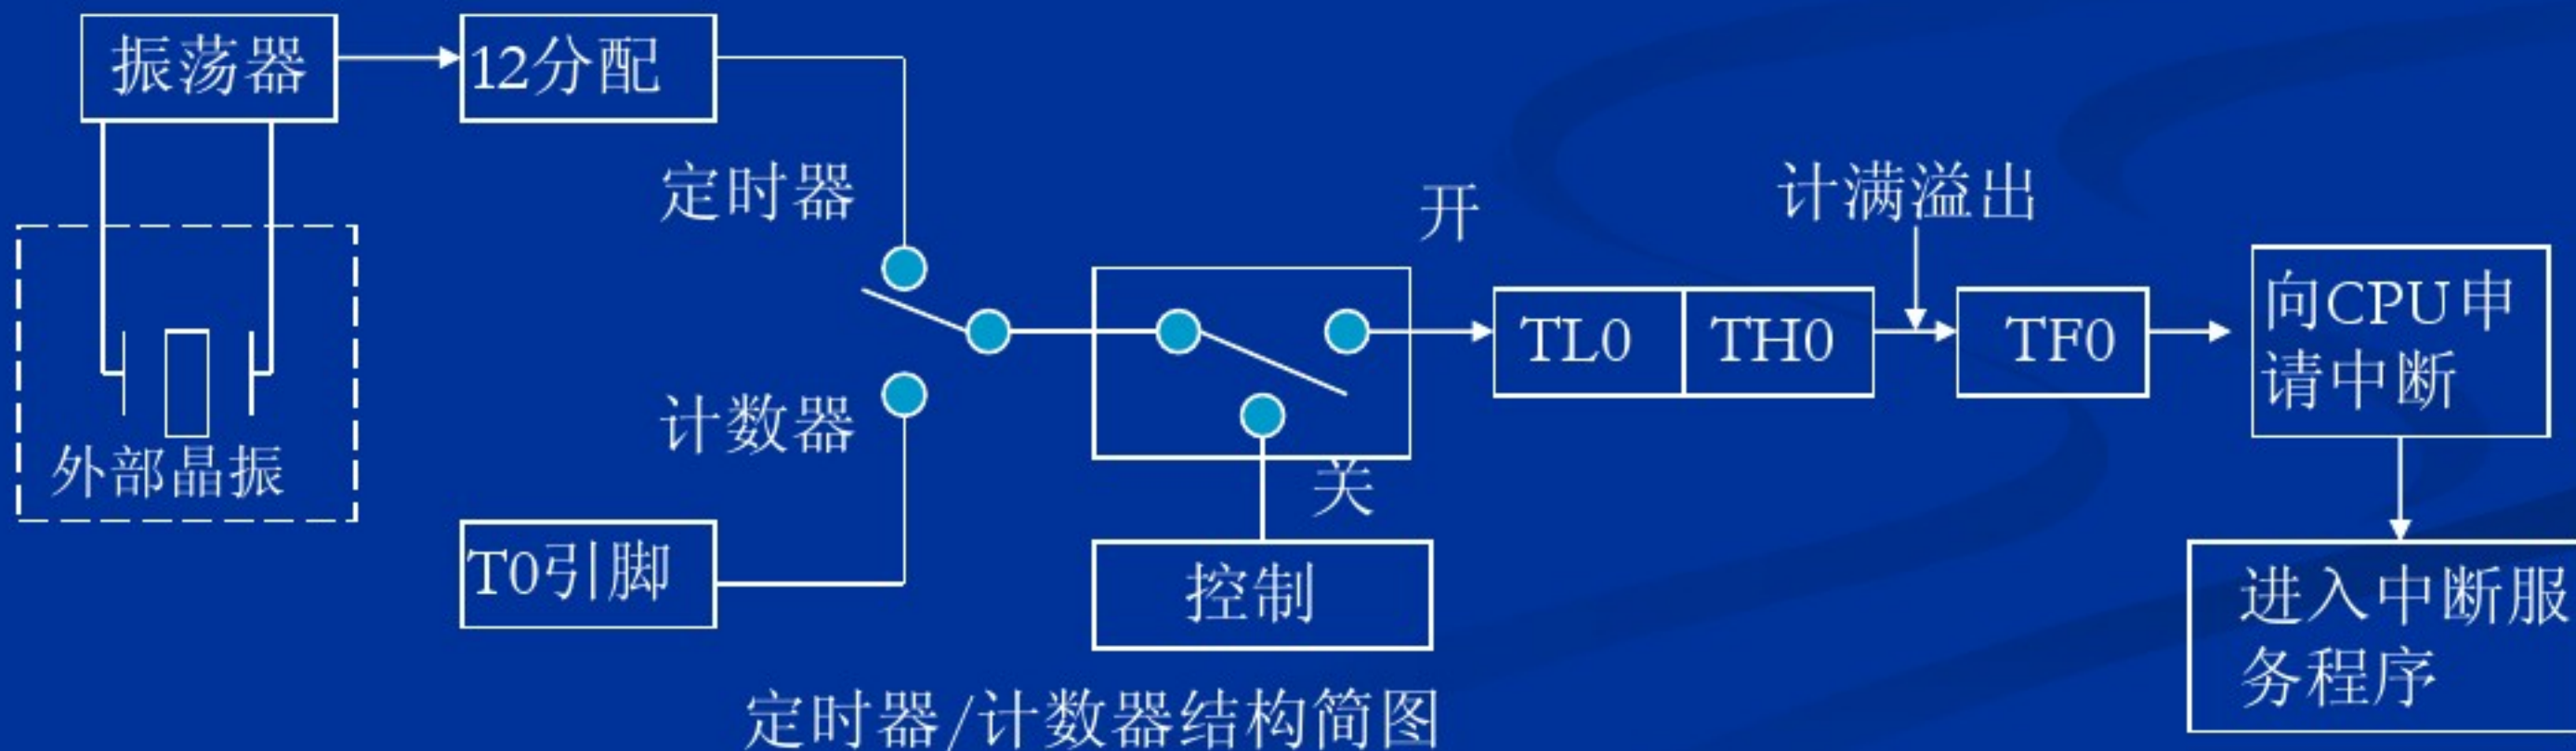 振荡器
12分配
定时器
计数器
外部晶振
T0引脚
开
关
控制
TL0
TH0
计满溢出
TF0
向CPU申
请中断
进入中断服
务程序
定时器/计数器结构简图